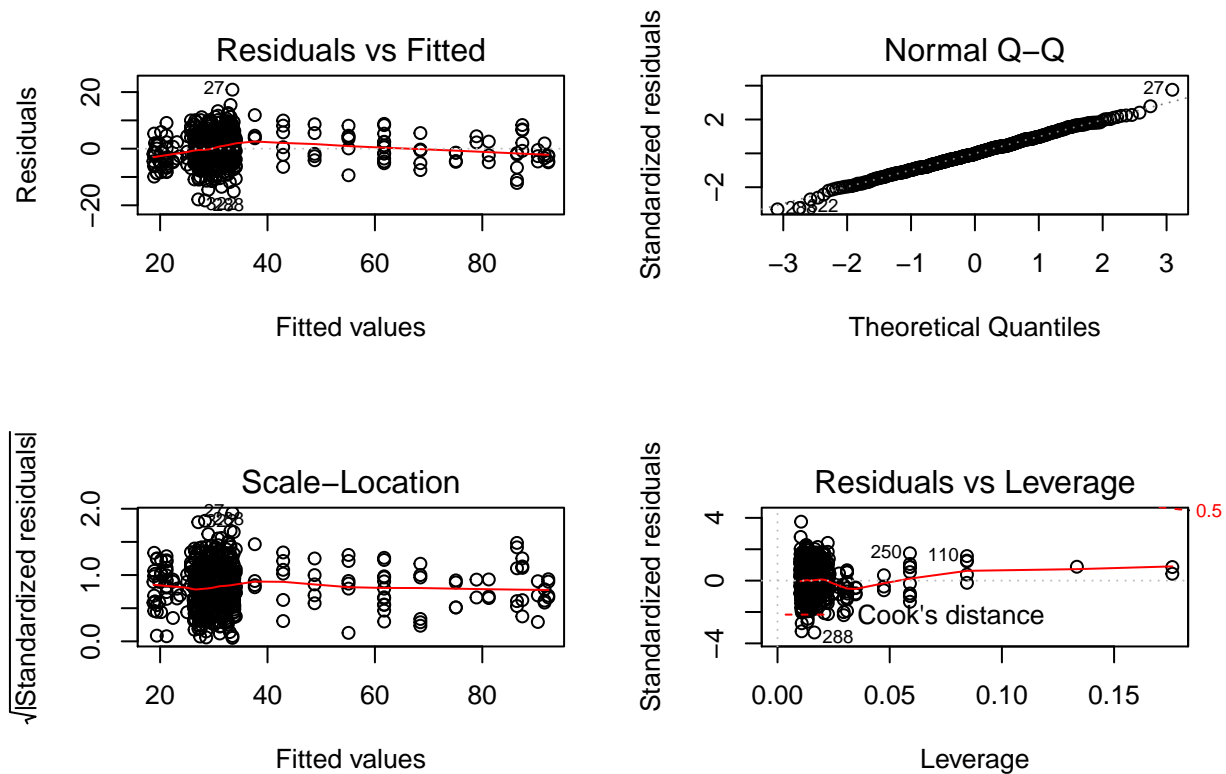 Residuals vs Fitted
Residuals
20
0
−20
27
20
40
60
80
Fitted values
Normal Q−Q
Standardized residuals
2
−2
27
−3
−2
−1
0
1
2
3
Theoretical Quantiles
Scale−Location
√|Standardized residuals|
2.0
1.0
0.0
27
20
40
60
80
Fitted values
Residuals vs Leverage
Standardized residuals
4
0
−4
0.5
250
110
Cook's distance
288
0.00
0.05
0.10
0.15
Leverage